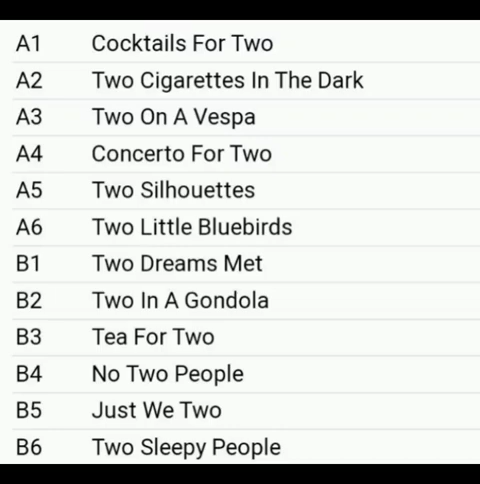 A1 Cocktails For Two
A2 Two Cigarettes In The Dark
A3 Two On A Vespa
A4 Concerto For Two
A5 Two Silhouettes
A6 Two Little Bluebirds
B1 Two Dreams Met
B2 Two In A Gondola
B3 Tea For Two
B4 No Two People
B5 Just We Two
B6 Two Sleepy People